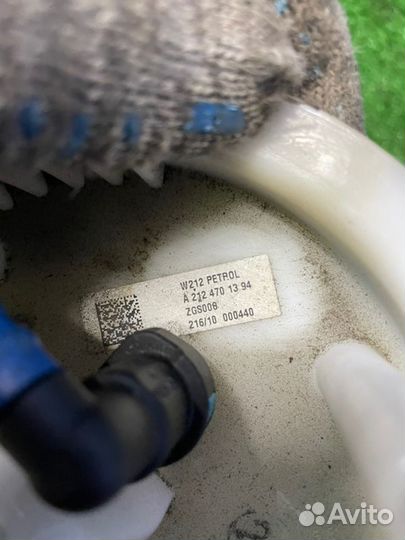 W212 PETROL
A 212 470 13 94
ZGS008
216/10 000440
Avito